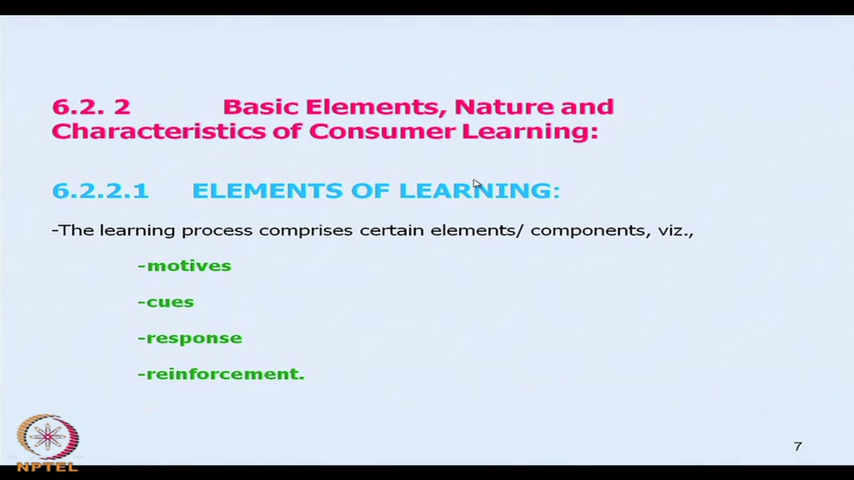 6.2. 2 Basic Elements, Nature and
Characteristics of Consumer Learning:
6.2.2.1 ELEMENTS OF LEARNING:
-The learning process comprises certain elements/ components, viz.,
-motives
-cues
-response
-reinforcement.
NPTEL
7